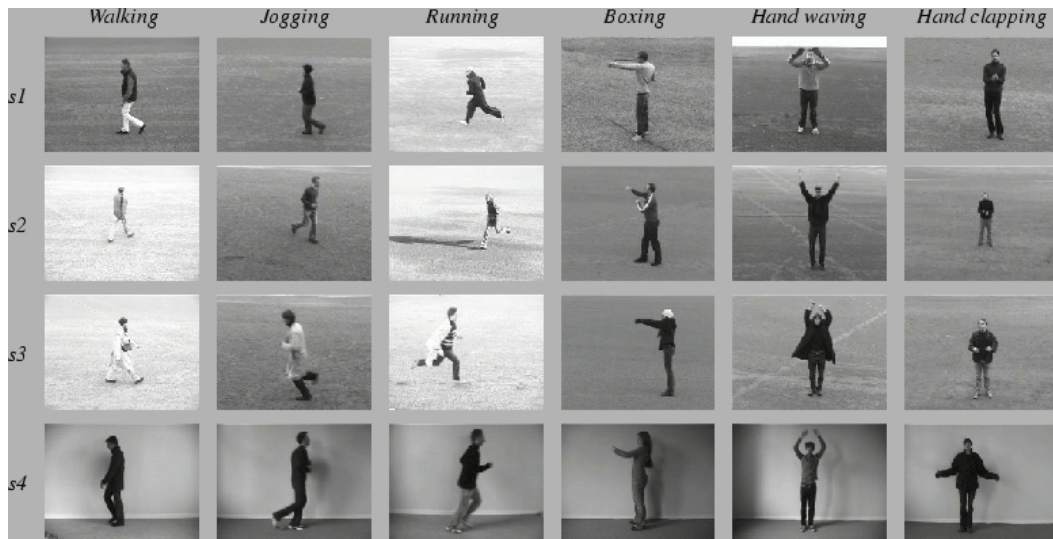 Walking Jogging Running Boxing Hand waving Hand clapping
s1
s2
s3
s4